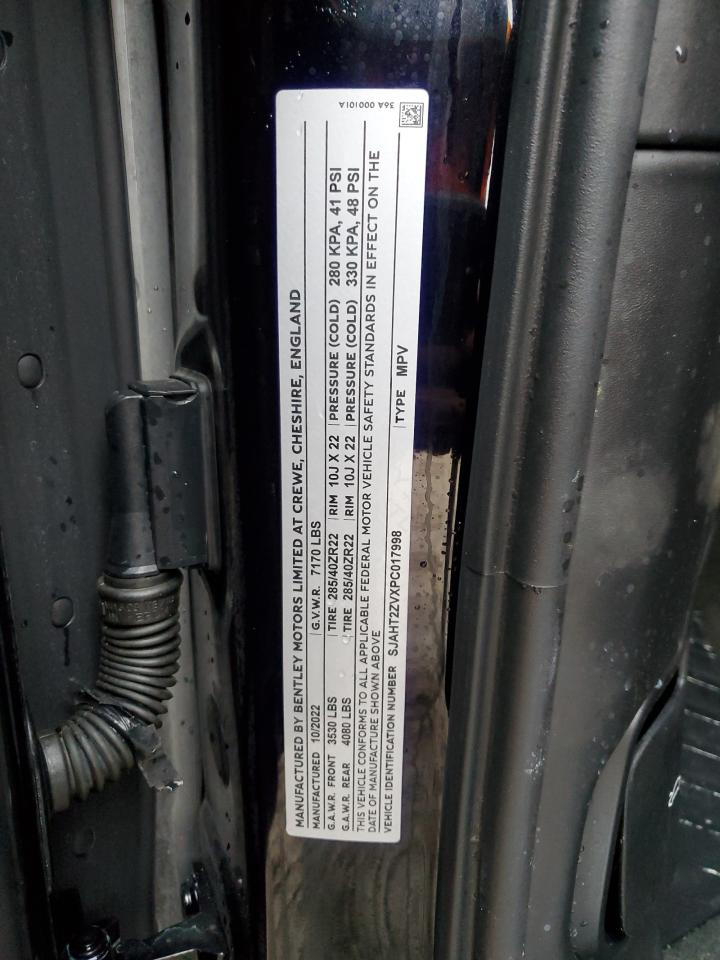 MANUFACTURED BY BENTLEY MOTORS LIMITED AT CREWE, CHESHIRE, ENGLAND
MANUFACTURED 10/2022 G.V.W.R. 7170 LBS
G.A.W.R. FRONT 3530 LBS TIRE 285/40ZR22 RIM 10J X 22 PRESSURE (COLD) 280 KPA, 41 PSI
G.A.W.R. REAR 4080 LBS TIRE 285/40ZR22 RIM 10J X 22 PRESSURE (COLD) 330 KPA, 48 PSI
THIS VEHICLE CONFORMS TO ALL APPLICABLE FEDERAL MOTOR VEHICLE SAFETY STANDARDS IN EFFECT ON THE
DATE OF MANUFACTURE SHOWN ABOVE
VEHICLE IDENTIFICATION NUMBER SJAHT2ZVXPC017998 TYPE MPV
36A 000101A